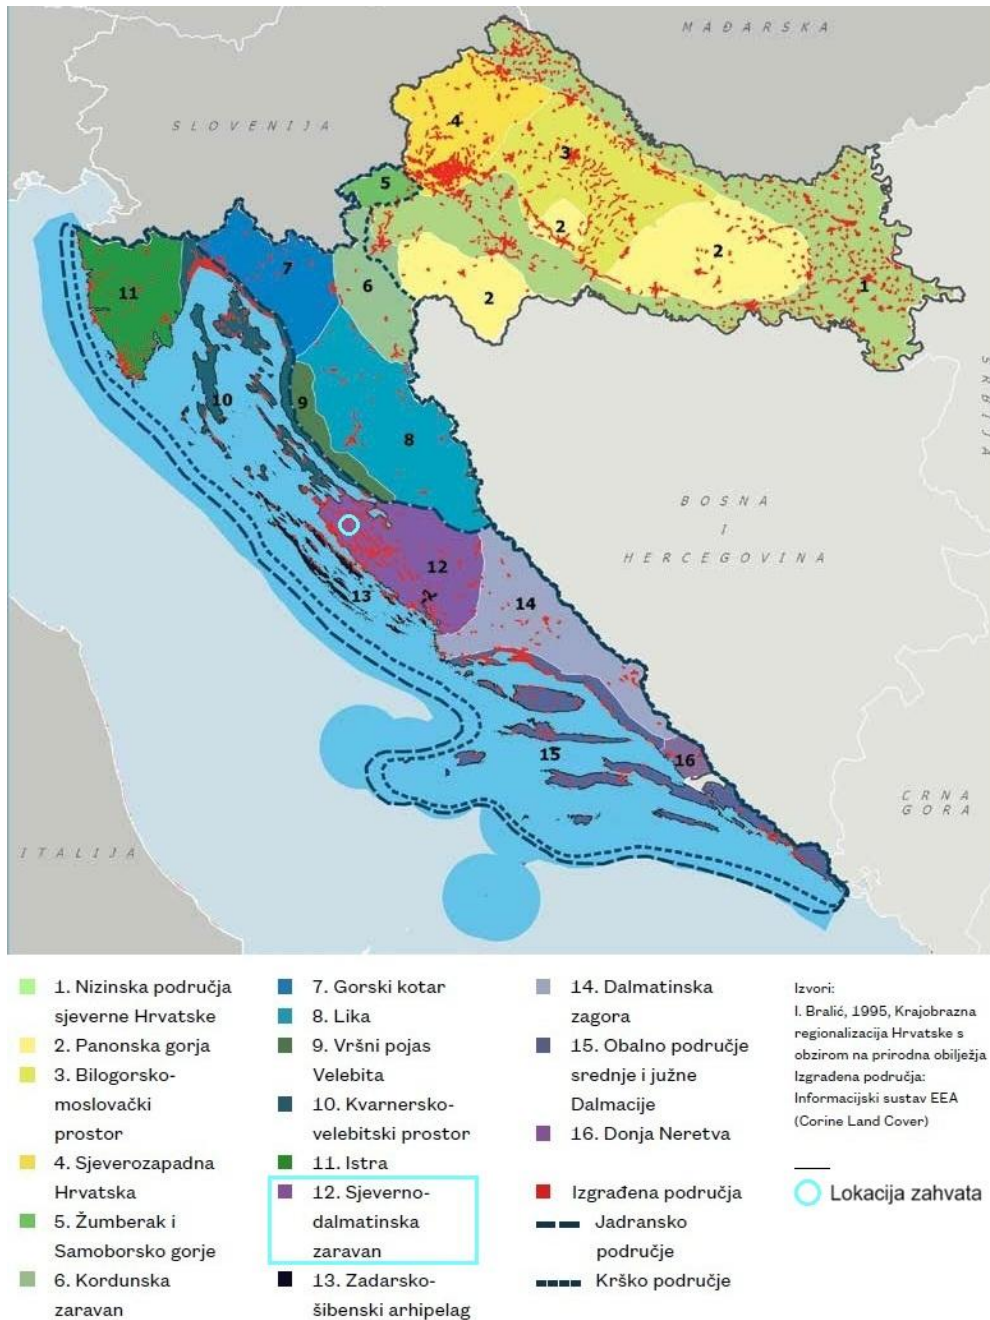 MAĐARSKA
SLOVENIJA
4
3
5
2
2
7
6
2
1
11
SRBIJA
9
10
8
BOSNA
I
HERCEGOVINA
12
13
14
15
16
CRNA
GORA
ITALIJA
1. Nizinska područja
sjeverne Hrvatske
2. Panonska gorja
3. Bilogorsko-
moslovački
prostor
4. Sjeverozapadna
Hrvatska
5. Žumberak i
Samoborsko gorje
6. Kordunska
zaravan
7. Gorski kotar
8. Lika
9. Vršni pojas
Velebita
10. Kvarnersko-
velebitski prostor
11. Istra
12. Sjeverno-
dalmatinska
zaravan
13. Zadarsko-
šibenski arhipelag
14. Dalmatinska
zagora
15. Obalno područje
srednje i južne
Dalmacije
16. Donja Neretva
Izgrađena područja
Jadransko
područje
Krško područje
Izvori:
I. Bralić, 1995, Krajobrazna
regionalizacija Hrvatske s
obzirom na prirodna obilježja
Izgrađena područja:
Informacijski sustav EEA
(Corine Land Cover)
Lokacija zahvata